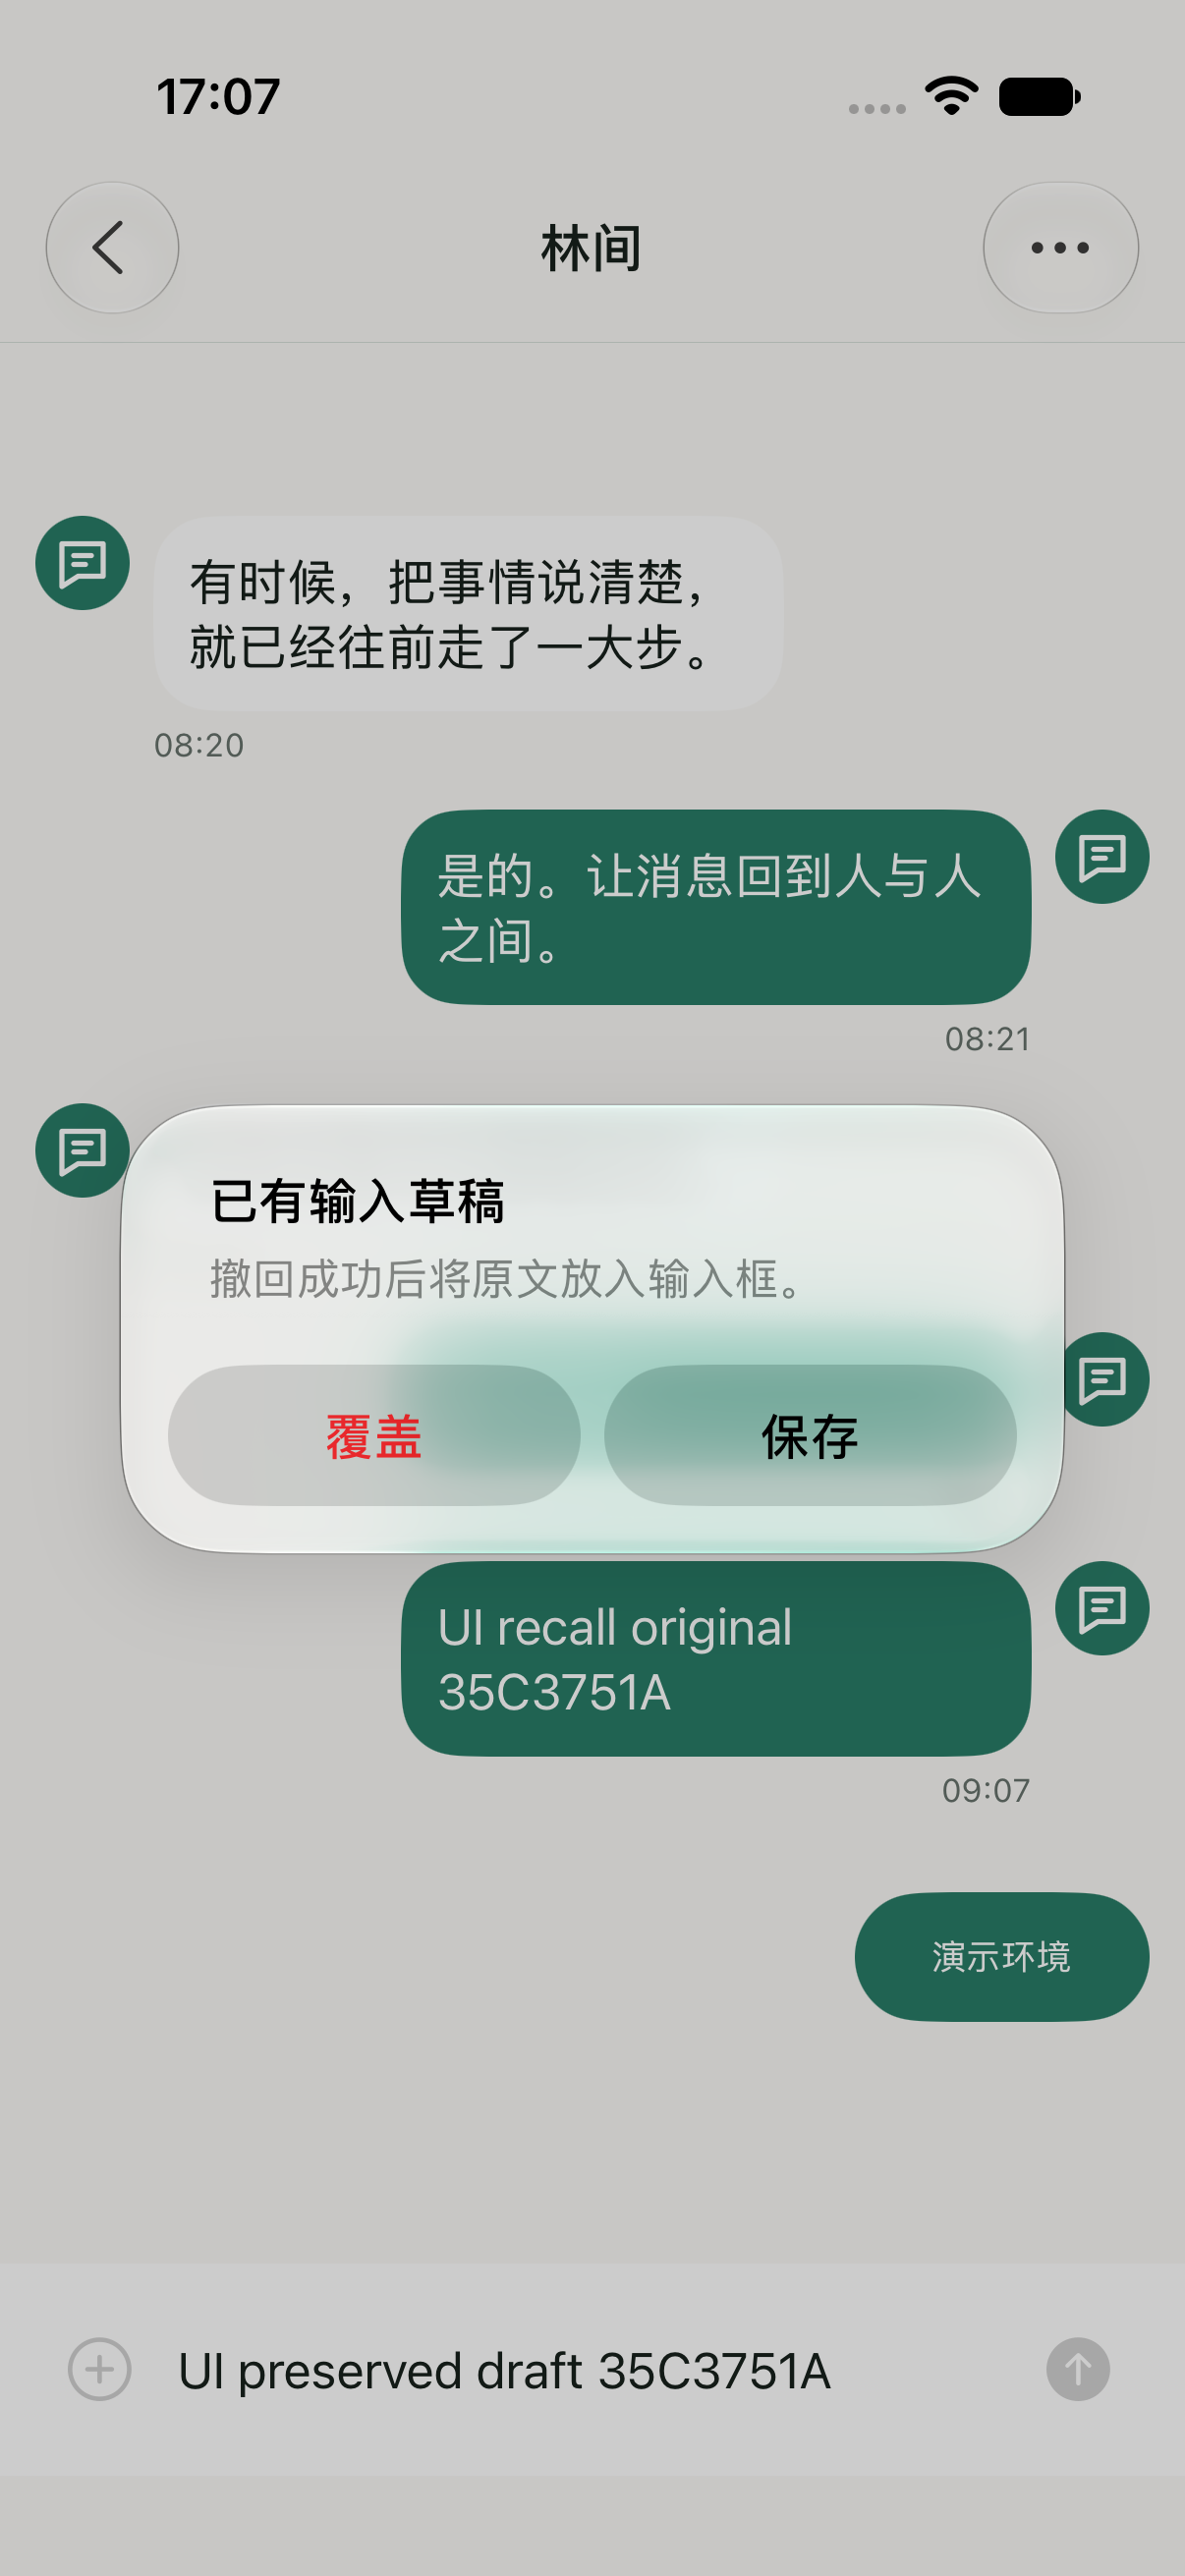 17:07
林间
有时候，把事情说清楚，
就已经往前走了一大步。
08:20
是的。让消息回到人与人
之间。
08:21
已有输入草稿
撤回成功后将原文放入输入框。
覆盖
保存
UI recall original
35C3751A
09:07
演示环境
UI preserved draft 35C3751A